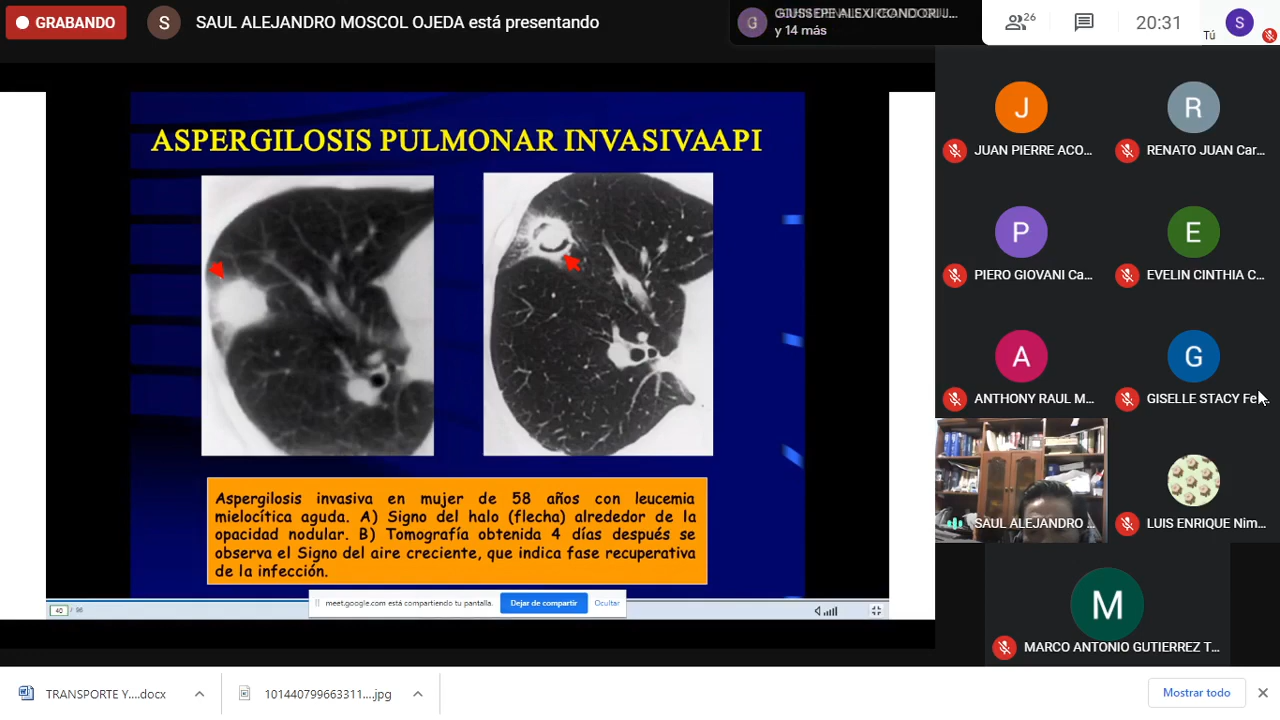 GRABANDO
S
SAUL ALEJANDRO MOSCOL OJEDA está presentando
G
y 14 más
26
20:31
Tú
S
ASPERGILOSIS PULMONAR INVASIVAAPI
Aspergilosis invasiva en mujer de 58 años con leucemia
mielocítica aguda. A) Signo del halo (flecha) alrededor de la
opacidad nodular. B) Tomografía obtenida 4 días después se
observa el Signo del aire creciente, que indica fase recuperativa
de la infección.
40 / 98
meet.google.com está compartiendo tu pantalla.
Dejar de compartir
Ocultar
J
JUAN PIERRE ACO...
R
RENATO JUAN Car...
P
PIERO GIOVANI Ca...
E
EVELIN CINTHIA C...
A
ANTHONY RAUL M...
G
GISELLE STACY Fe...
SAUL ALEJANDRO ...
LUIS ENRIQUE Nim...
M
MARCO ANTONIO GUTIERREZ T...
TRANSPORTE Y....docx
101440799663311....jpg
Mostrar todo